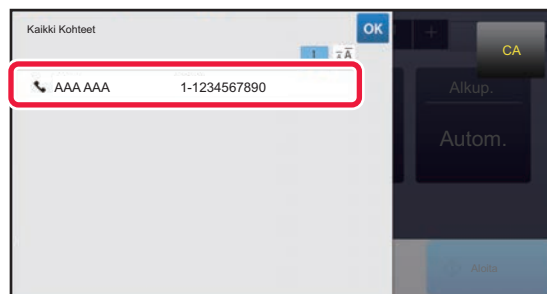 Kaikki Kohteet
OK
CA
1
AAA AAA 1-1234567890
Alkup.
Autom.
Aloita